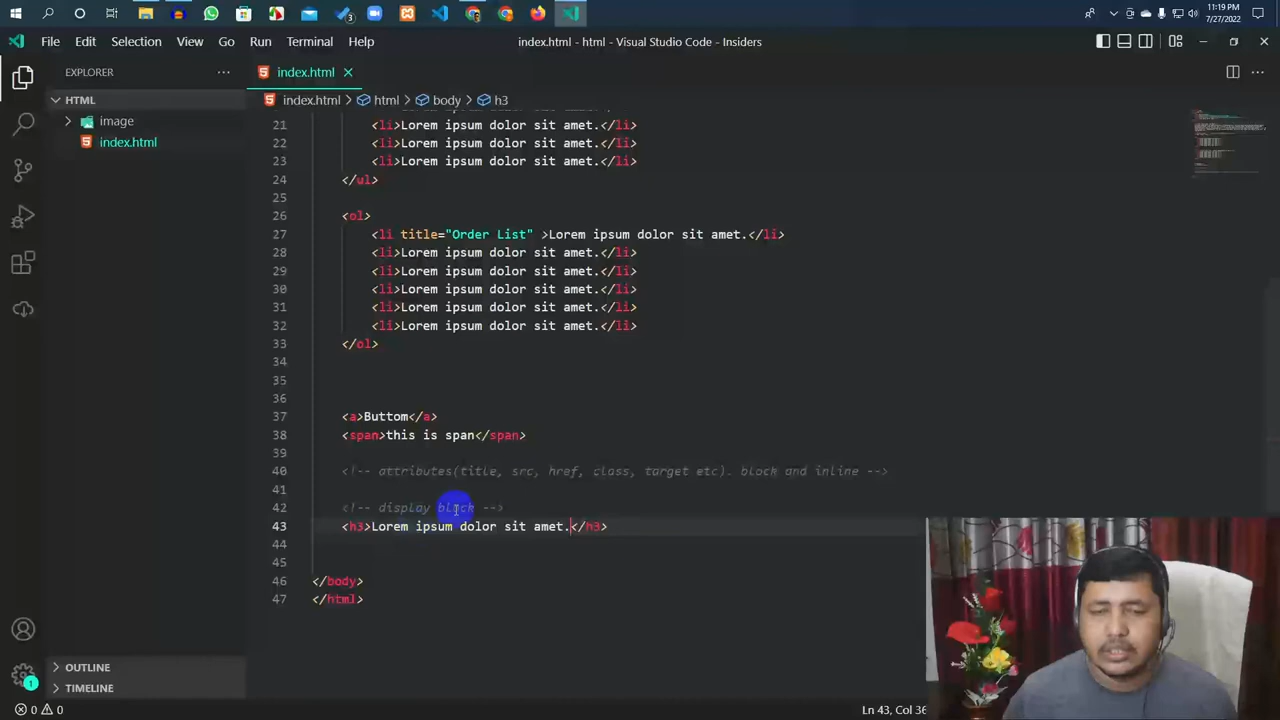 3
11:19 PM
7/27/2022
File Edit Selection View Go Run Terminal Help
index.html - html - Visual Studio Code - Insiders
EXPLORER
index.html
HTML
index.html > html > body > h3
image
index.html
21 <li>Lorem ipsum dolor sit amet.</li>
22 <li>Lorem ipsum dolor sit amet.</li>
23 <li>Lorem ipsum dolor sit amet.</li>
24 </ul>
25
26 <ol>
27 <li title="Order List" >Lorem ipsum dolor sit amet.</li>
28 <li>Lorem ipsum dolor sit amet.</li>
29 <li>Lorem ipsum dolor sit amet.</li>
30 <li>Lorem ipsum dolor sit amet.</li>
31 <li>Lorem ipsum dolor sit amet.</li>
32 <li>Lorem ipsum dolor sit amet.</li>
33 </ol>
34
35
36
37 <a>Buttom</a>
38 <span>this is span</span>
39
40 <!-- attributes(title, src, href, class, target etc). block and inline -->
41
42 <!-- display block -->
43 <h3>Lorem ipsum dolor sit amet.</h3>
44
45
46 </body>
47 </html>
OUTLINE
1
TIMELINE
0 0
Ln 43, Col 36